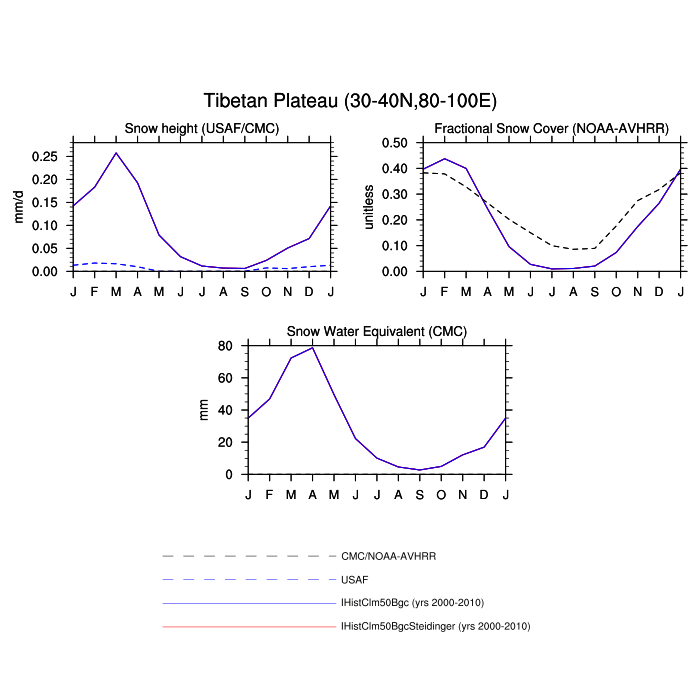 Tibetan Plateau (30-40N,80-100E)
Snow height (USAF/CMC)
mm/d
0.25
0.20
0.15
0.10
0.05
0.00
J F M A M J J A S O N D J
Fractional Snow Cover (NOAA-AVHRR)
unitless
0.50
0.40
0.30
0.20
0.10
0.00
J F M A M J J A S O N D J
Snow Water Equivalent (CMC)
mm
80
60
40
20
0
J F M A M J J A S O N D J
CMC/NOAA-AVHRR
USAF
IHistClm50Bgc (yrs 2000-2010)
IHistClm50BgcSteidinger (yrs 2000-2010)